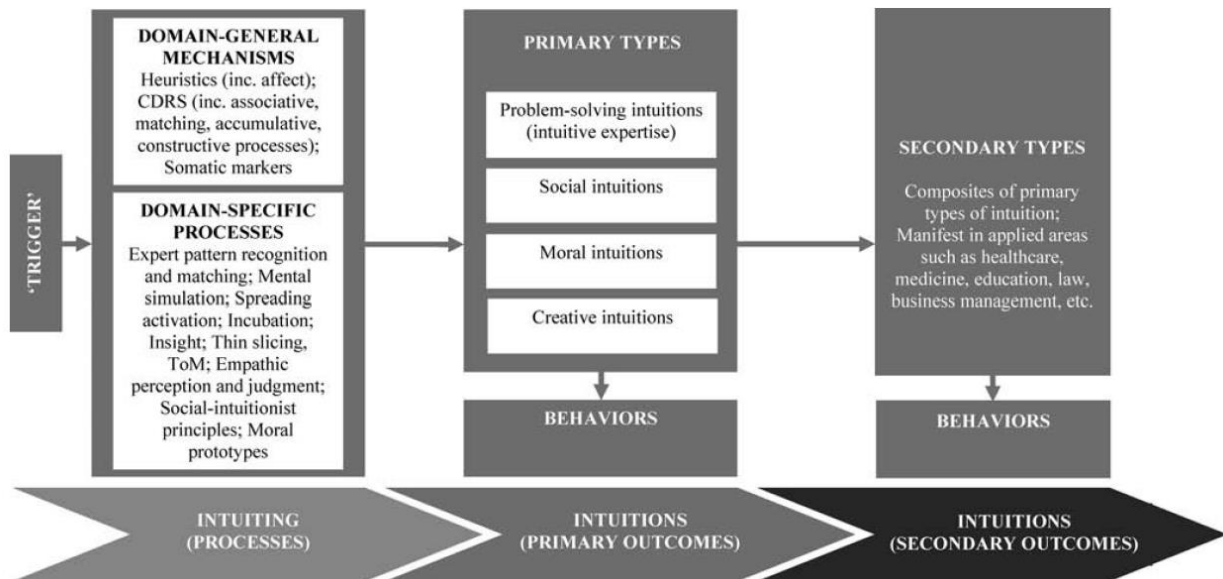 'TRIGGER'
DOMAIN-GENERAL
MECHANISMS
Heuristics (inc. affect);
CDRS (inc. associative,
matching, accumulative,
constructive processes);
Somatic markers
DOMAIN-SPECIFIC
PROCESSES
Expert pattern recognition
and matching; Mental
simulation; Spreading
activation; Incubation;
Insight; Thin slicing,
ToM; Empathic
perception and judgment;
Social-intuitionist
principles; Moral
prototypes
PRIMARY TYPES
Problem-solving intuitions
(intuitive expertise)
Social intuitions
Moral intuitions
Creative intuitions
BEHAVIORS
SECONDARY TYPES
Composites of primary
types of intuition;
Manifest in applied areas
such as healthcare,
medicine, education, law,
business management, etc.
BEHAVIORS
INTUITING
(PROCESSES)
INTUITIONS
(PRIMARY OUTCOMES)
INTUITIONS
(SECONDARY OUTCOMES)